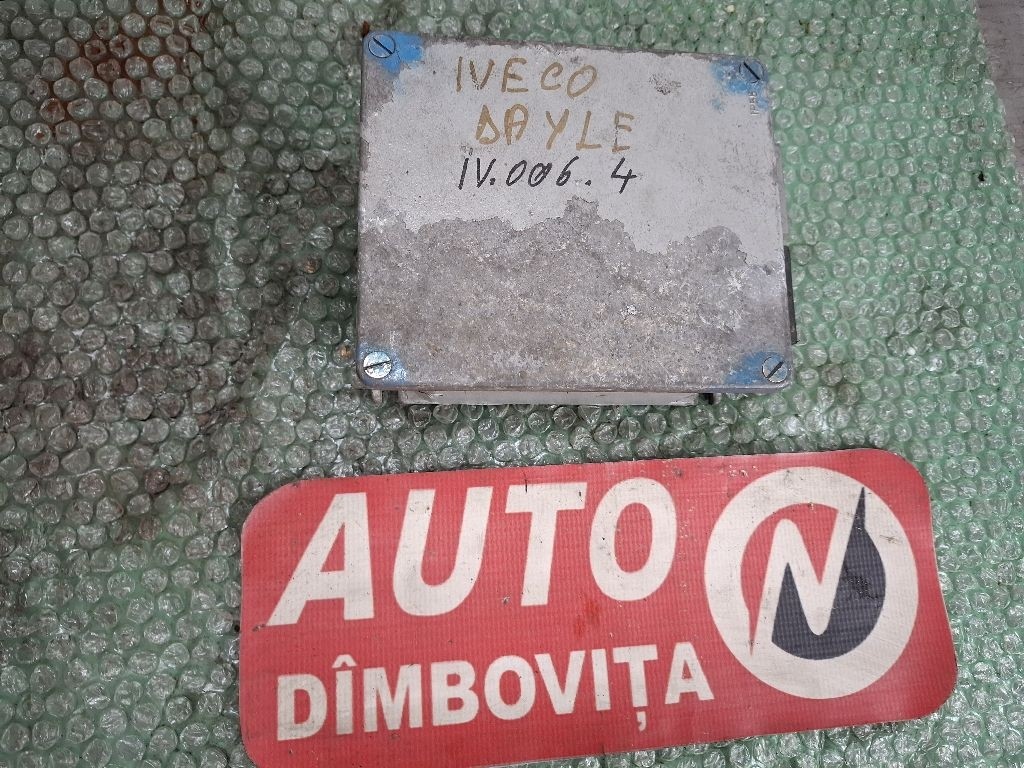 IVECO
DAYLE
IV.006.4
AUTO N
DÎMBOVIȚA